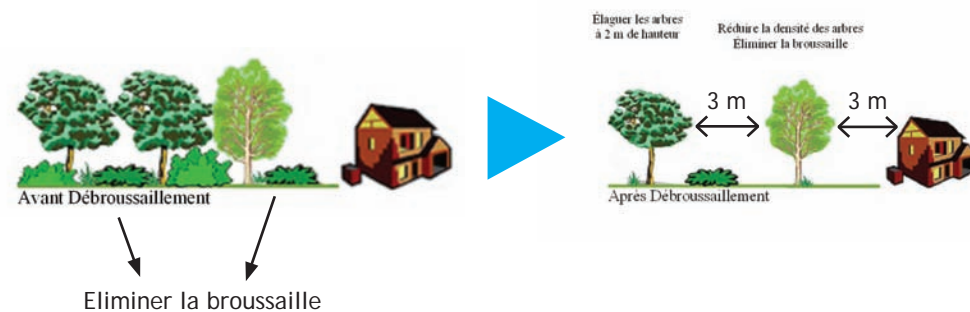 Élaguer les arbres
à 2 m de hauteur
Réduire la densité des arbres
Éliminer la broussaille
3 m
3 m
Avant Débroussaillement
Après Débroussaillement
Eliminer la broussaille